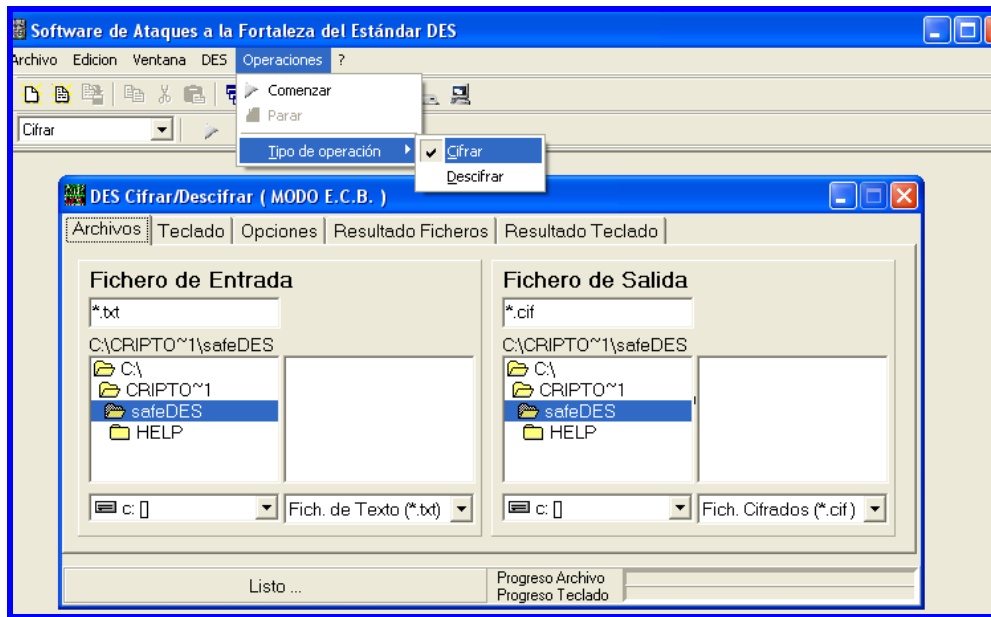 Software de Ataques a la Fortaleza del Estándar DES
Archivo Edicion Ventana DES Operaciones ?
Comenzar
Parar
Cifrar
Tipo de operación
Cifrar
Descifrar
DES Cifrar/Descifrar ( MODO E.C.B. )
Archivos Teclado Opciones Resultado Ficheros Resultado Teclado
Fichero de Entrada
*.txt
C:\CRIPTO~1\safeDES
C:\
CRIPTO~1
safeDES
HELP
c: []
Fich. de Texto (*.txt)
Fichero de Salida
*.cif
C:\CRIPTO~1\safeDES
C:\
CRIPTO~1
safeDES
HELP
c: []
Fich. Cifrados (*.cif)
Listo ...
Progreso Archivo
Progreso Teclado